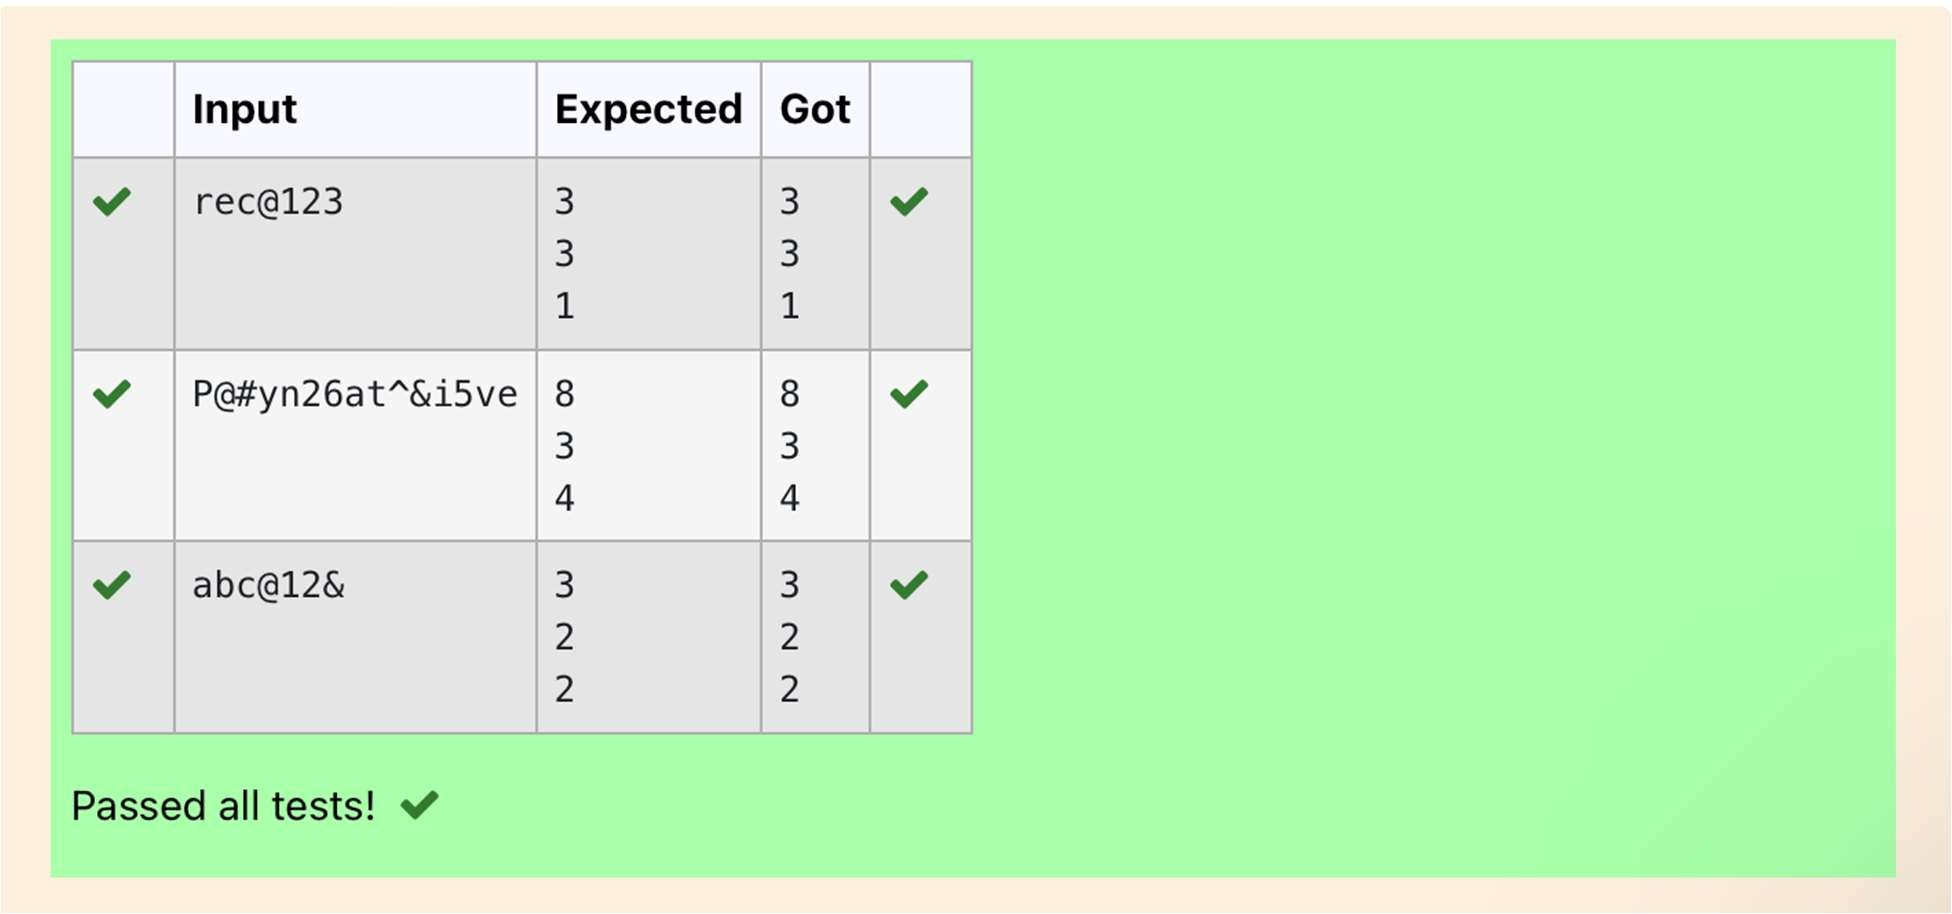 Input Expected Got
rec@123 3 3
3 3
1 1
P@#yn26at^&i5ve 8 8
3 3
4 4
abc@12& 3 3
2 2
2 2
Passed all tests!